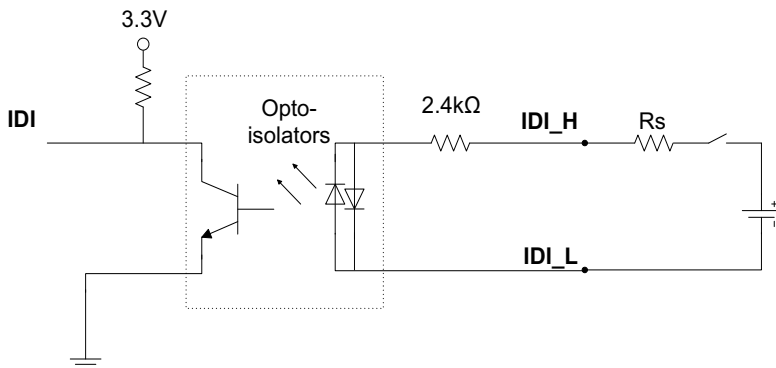 3.3V
IDI
Opto-
isolators
2.4kΩ
IDI_H
Rs
+
IDI_L